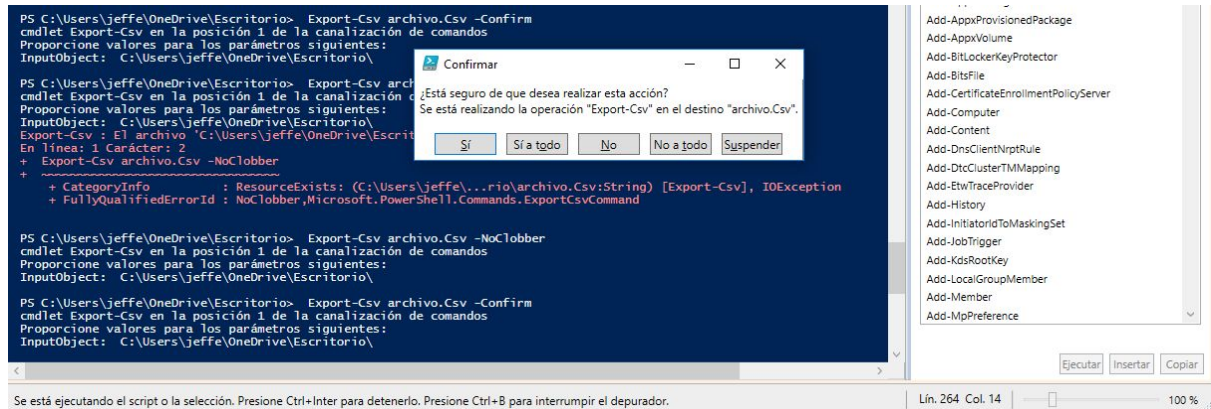 PS C:\Users\jeffe\OneDrive\Escritorio>  Export-Csv archivo.Csv -Confirm
cmdlet Export-Csv en la posición 1 de la canalización de comandos
Proporcione valores para los parámetros siguientes:
InputObject:  C:\Users\jeffe\OneDrive\Escritorio\
PS C:\Users\jeffe\OneDrive\Escritorio>  Export-Csv arch
cmdlet Export-Csv en la posición 1 de la canalización
Proporcione valores para los parámetros siguientes:
InputObject:  C:\Users\jeffe\OneDrive\Escritorio\
Export-Csv : El archivo 'C:\Users\jeffe\OneDrive\Escrit
En línea: 1 Carácter: 2
+  Export-Csv archivo.Csv -NoClobber
+  ~~~~~~~~~~~~~~~~~~~~~~~~~~~~~~~~~
+ CategoryInfo          : ResourceExists: (C:\Users\jeffe\...rio\archivo.Csv:String) [Export-Csv], IOException
+ FullyQualifiedErrorId : NoClobber,Microsoft.PowerShell.Commands.ExportCsvCommand
PS C:\Users\jeffe\OneDrive\Escritorio>  Export-Csv archivo.Csv -NoClobber
cmdlet Export-Csv en la posición 1 de la canalización de comandos
Proporcione valores para los parámetros siguientes:
InputObject:  C:\Users\jeffe\OneDrive\Escritorio\
PS C:\Users\jeffe\OneDrive\Escritorio>  Export-Csv archivo.Csv -Confirm
cmdlet Export-Csv en la posición 1 de la canalización de comandos
Proporcione valores para los parámetros siguientes:
InputObject:  C:\Users\jeffe\OneDrive\Escritorio\
Confirmar
¿Está seguro de que desea realizar esta acción?
Se está realizando la operación "Export-Csv" en el destino "archivo.Csv".
Sí Sí a todo No No a todo Suspender
Add-AppxProvisionedPackage
Add-AppxVolume
Add-BitLockerKeyProtector
Add-BitsFile
Add-CertificateEnrollmentPolicyServer
Add-Computer
Add-Content
Add-DnsClientNrptRule
Add-DtcClusterTMMapping
Add-EtwTraceProvider
Add-History
Add-InitiatorIdToMaskingSet
Add-JobTrigger
Add-KdsRootKey
Add-LocalGroupMember
Add-Member
Add-MpPreference
Ejecutar Insertar Copiar
Se está ejecutando el script o la selección. Presione Ctrl+Inter para detenerlo. Presione Ctrl+B para interrumpir el depurador.
Lín. 264 Col. 14
100 %